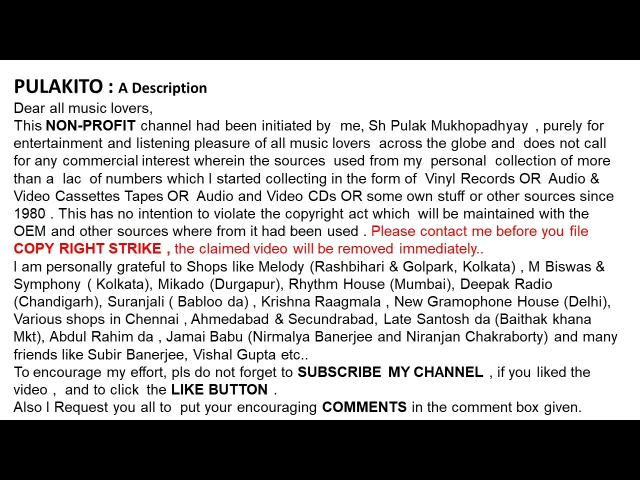 PULAKITO : A Description
Dear all music lovers,
This NON-PROFIT channel had been initiated by me, Sh Pulak Mukhopadhyay , purely for
entertainment and listening pleasure of all music lovers across the globe and does not call
for any commercial interest wherein the sources used from my personal collection of more
than a lac of numbers which I started collecting in the form of Vinyl Records OR Audio &
Video Cassettes Tapes OR Audio and Video CDs OR some own stuff or other sources since
1980 . This has no intention to violate the copyright act which will be maintained with the
OEM and other sources where from it had been used . Please contact me before you file
COPY RIGHT STRIKE , the claimed video will be removed immediately..
I am personally grateful to Shops like Melody (Rashbihari & Golpark, Kolkata) , M Biswas &
Symphony ( Kolkata), Mikado (Durgapur), Rhythm House (Mumbai), Deepak Radio
(Chandigarh), Suranjali ( Babloo da) , Krishna Raagmala , New Gramophone House (Delhi),
Various shops in Chennai , Ahmedabad & Secundrabad, Late Santosh da (Baithak khana
Mkt), Abdul Rahim da , Jamai Babu (Nirmalya Banerjee and Niranjan Chakraborty) and many
friends like Subir Banerjee, Vishal Gupta etc..
To encourage my effort, pls do not forget to SUBSCRIBE MY CHANNEL , if you liked the
video , and to click the LIKE BUTTON .
Also I Request you all to put your encouraging COMMENTS in the comment box given.